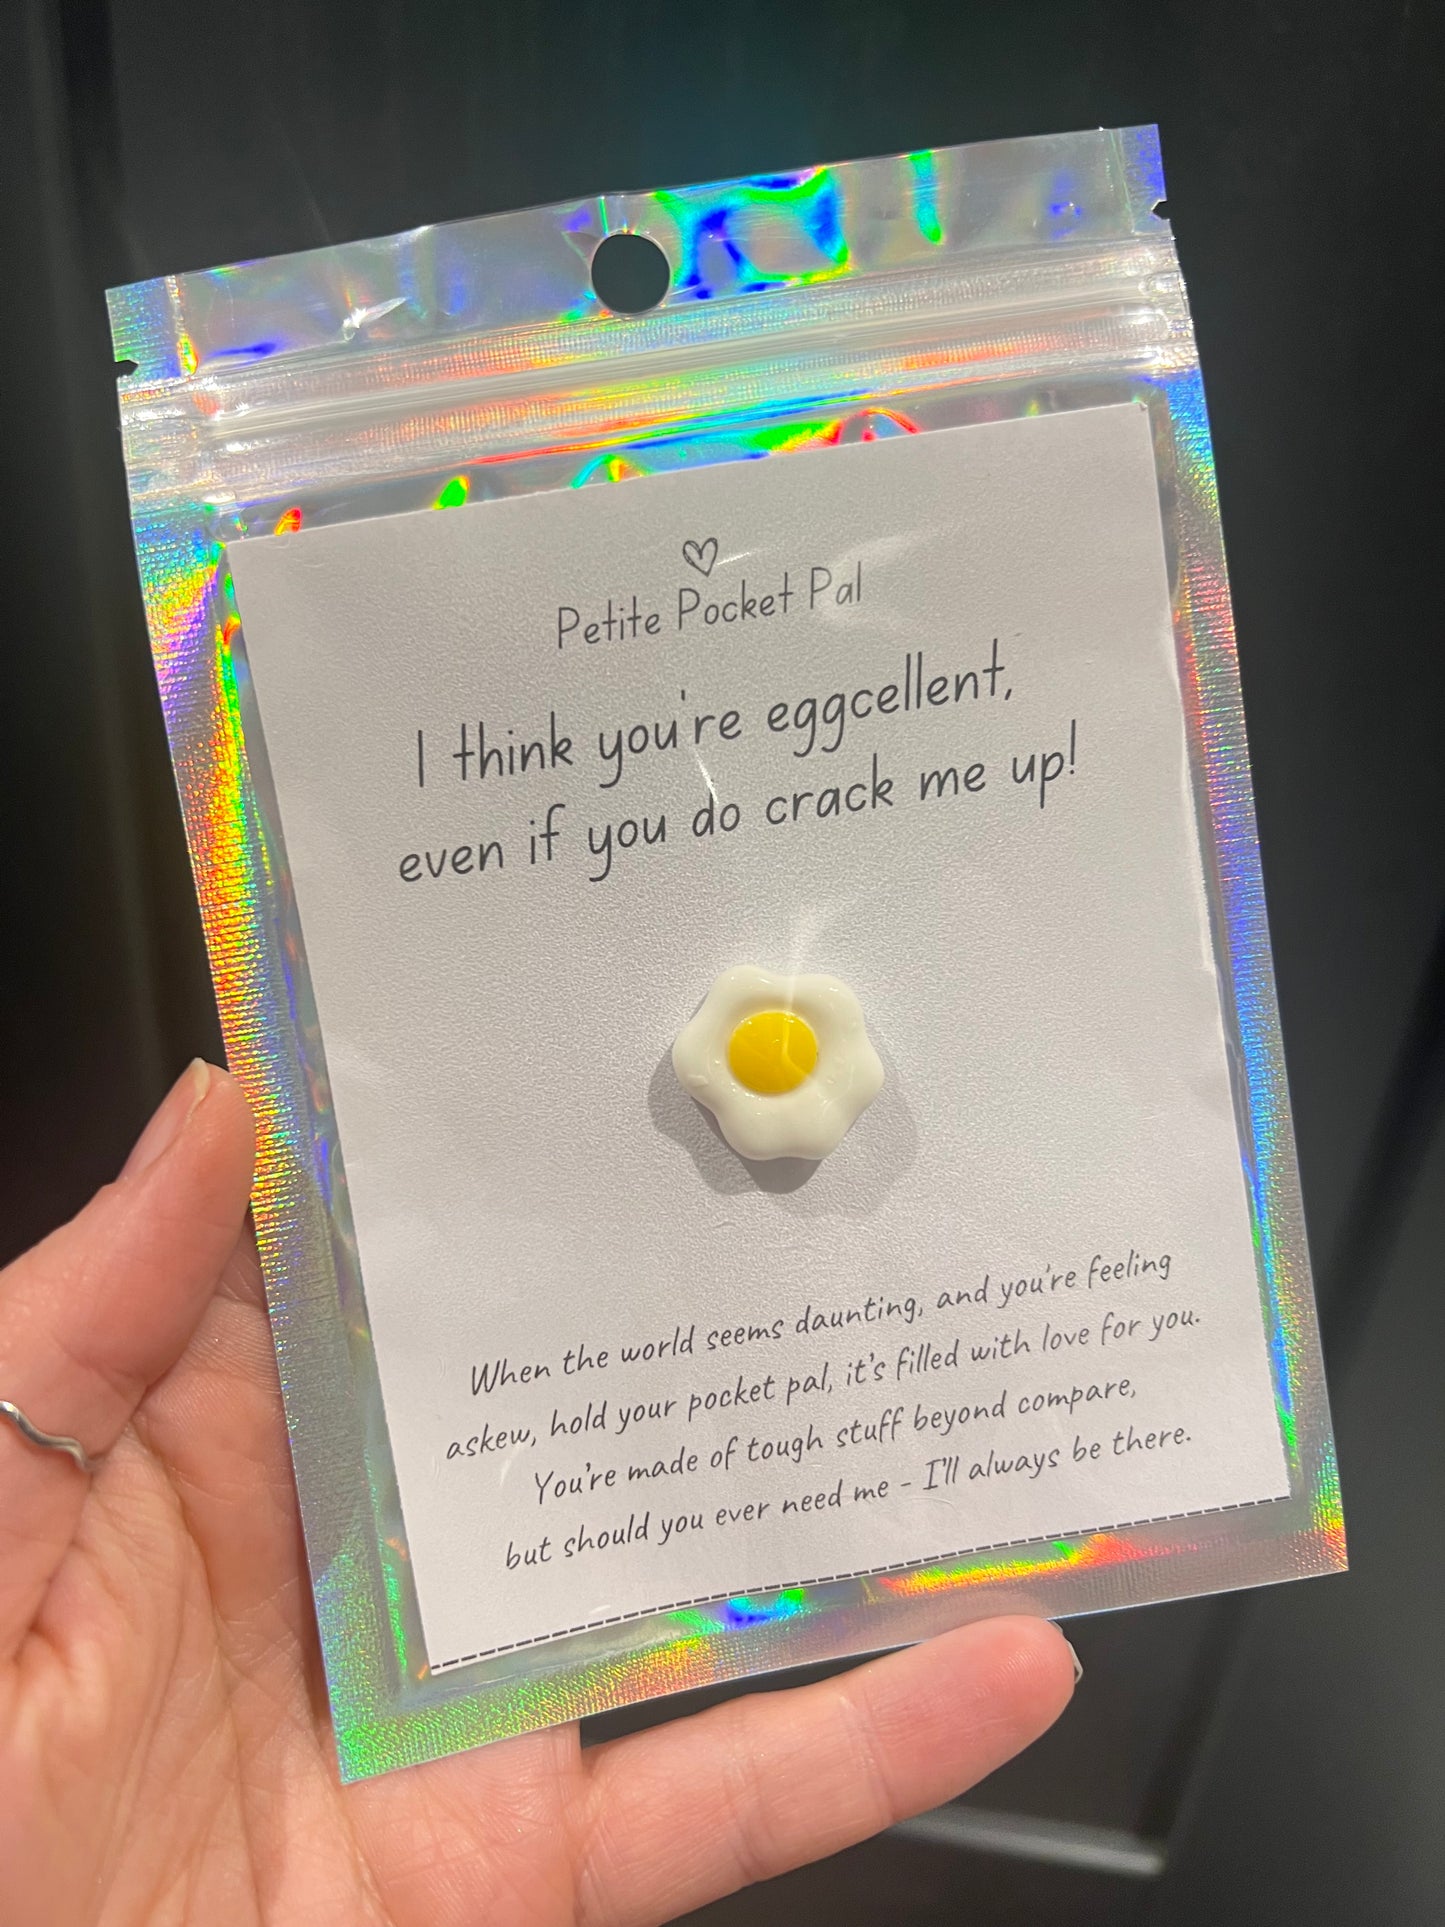 Petite Pocket Pal
I think you're eggcellent,
even if you do crack me up!
When the world seems daunting, and you're feeling
askew, hold your pocket pal, it's filled with love for you.
You're made of tough stuff beyond compare,
but should you ever need me - I'll always be there.